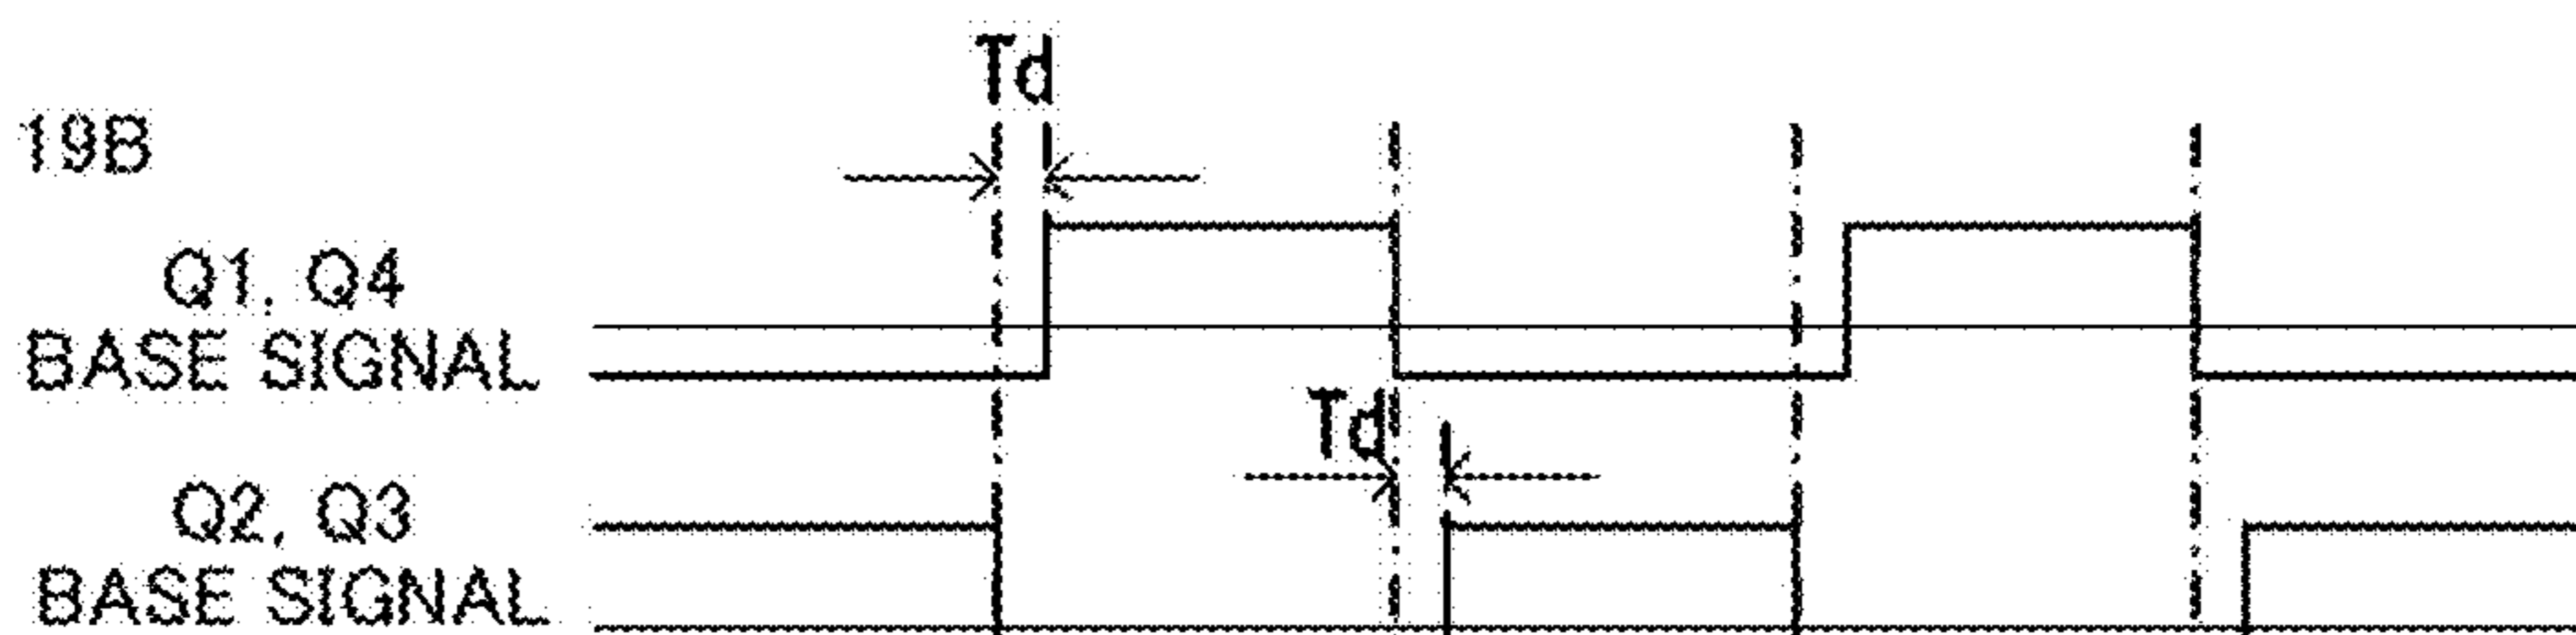 Td
19B
Q1, Q4
BASE SIGNAL
Td
Q2, Q3
BASE SIGNAL